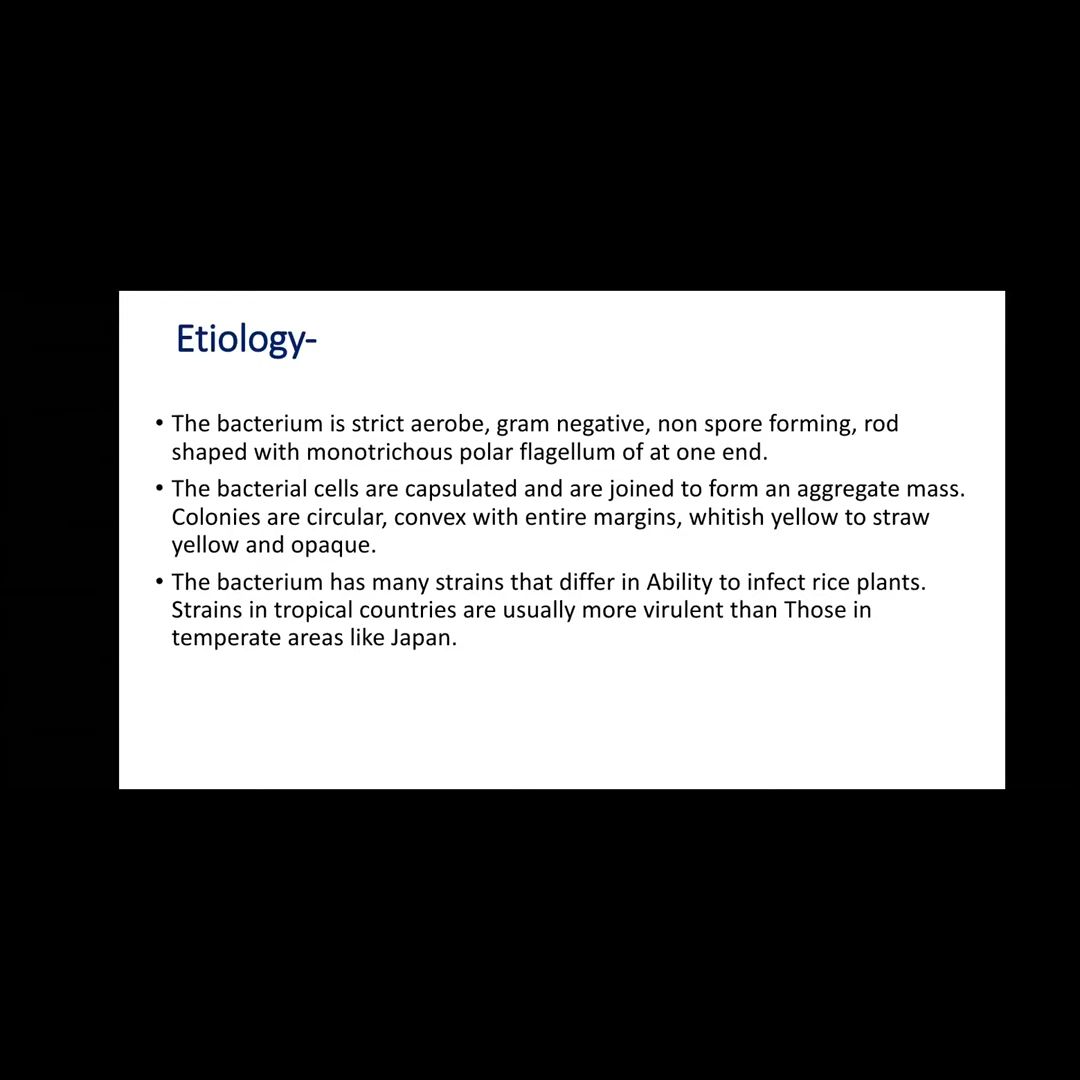 Etiology-
• The bacterium is strict aerobe, gram negative, non spore forming, rod
shaped with monotrichous polar flagellum of at one end.
• The bacterial cells are capsulated and are joined to form an aggregate mass.
Colonies are circular, convex with entire margins, whitish yellow to straw
yellow and opaque.
• The bacterium has many strains that differ in Ability to infect rice plants.
Strains in tropical countries are usually more virulent than Those in
temperate areas like Japan.